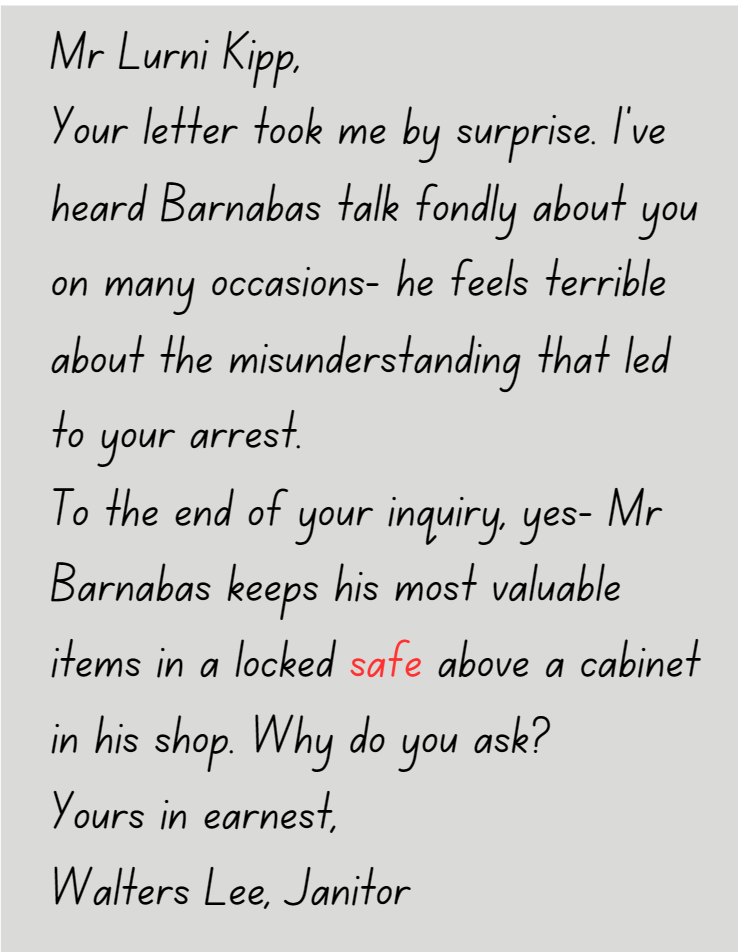 Mr Lurni Kipp,
Your letter took me by surprise. I've
heard Barnabas talk fondly about you
on many occasions- he feels terrible
about the misunderstanding that led
to your arrest.
To the end of your inquiry, yes- Mr
Barnabas keeps his most valuable
items in a locked safe above a cabinet
in his shop. Why do you ask?
Yours in earnest,
Walters Lee, Janitor